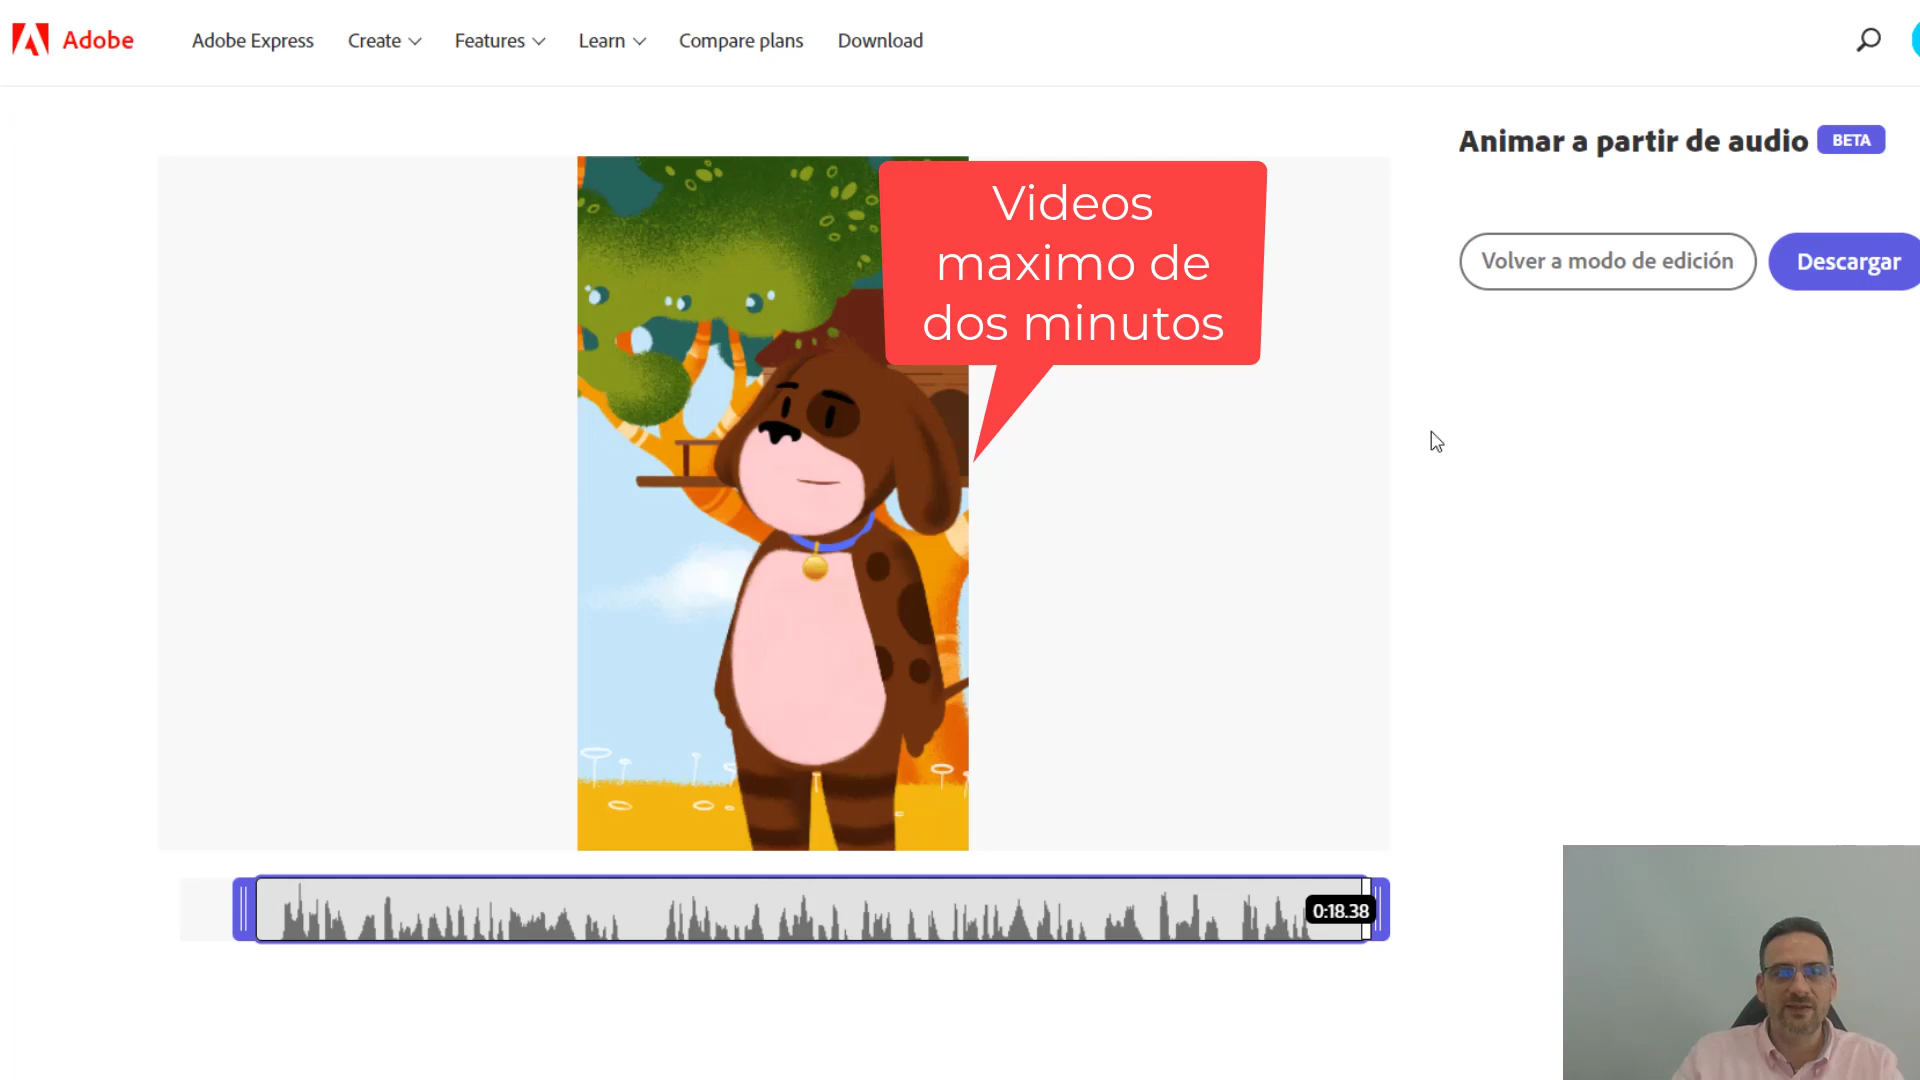 Adobe
Adobe Express
Create
Features
Learn
Compare plans
Download
Animar a partir de audio
BETA
Videos
maximo de
dos minutos
Volver a modo de edición
Descargar
0:18.38